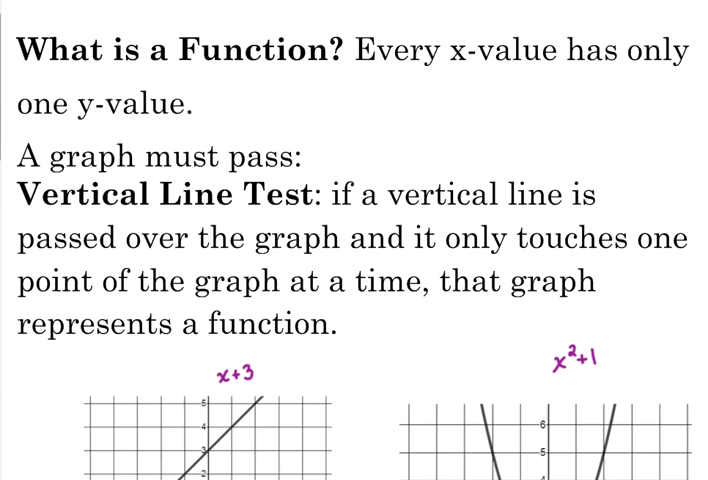 What is a Function? Every x-value has only
one y-value.
A graph must pass:
Vertical Line Test: if a vertical line is
passed over the graph and it only touches one
point of the graph at a time, that graph
represents a function.
x+3
x²+1
5
4
3
2
6
5
4